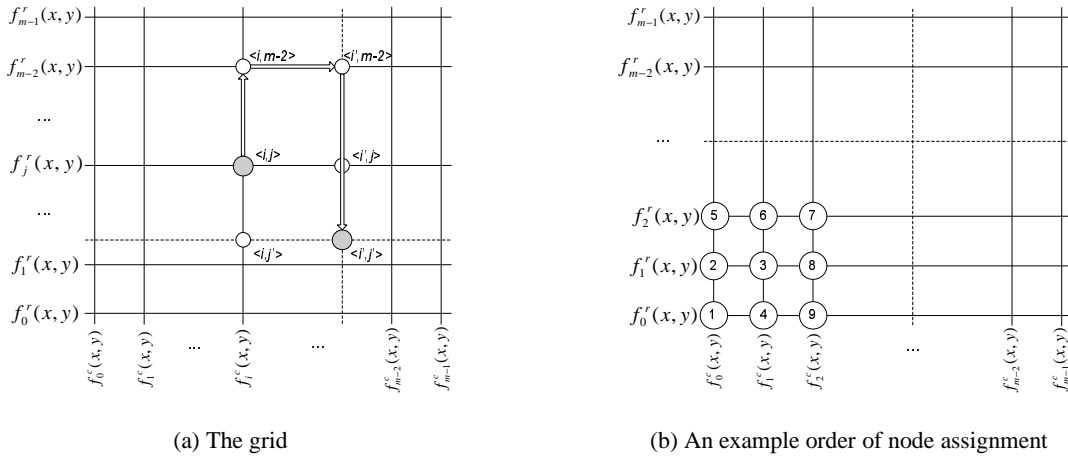 f^r_{m-1}(x, y)
f^r_{m-2}(x, y)
...
f^r_j(x, y)
...
f^r_1(x, y)
f^r_0(x, y)
<i,m-2>
<i',m-2>
<i,j>
<i',j>
<i,j'>
<i',j'>
f^c_0(x, y)
f^c_1(x, y)
...
f^c_i(x, y)
...
f^c_{m-2}(x, y)
f^c_{m-1}(x, y)
(a) The grid
f^r_{m-1}(x, y)
f^r_{m-2}(x, y)
...
f^r_2(x, y)
5 6 7
f^r_1(x, y)
2 3 8
f^r_0(x, y)
1 4 9
f^c_0(x, y)
f^c_1(x, y)
f^c_2(x, y)
...
f^c_{m-2}(x, y)
f^c_{m-1}(x, y)
(b) An example order of node assignment